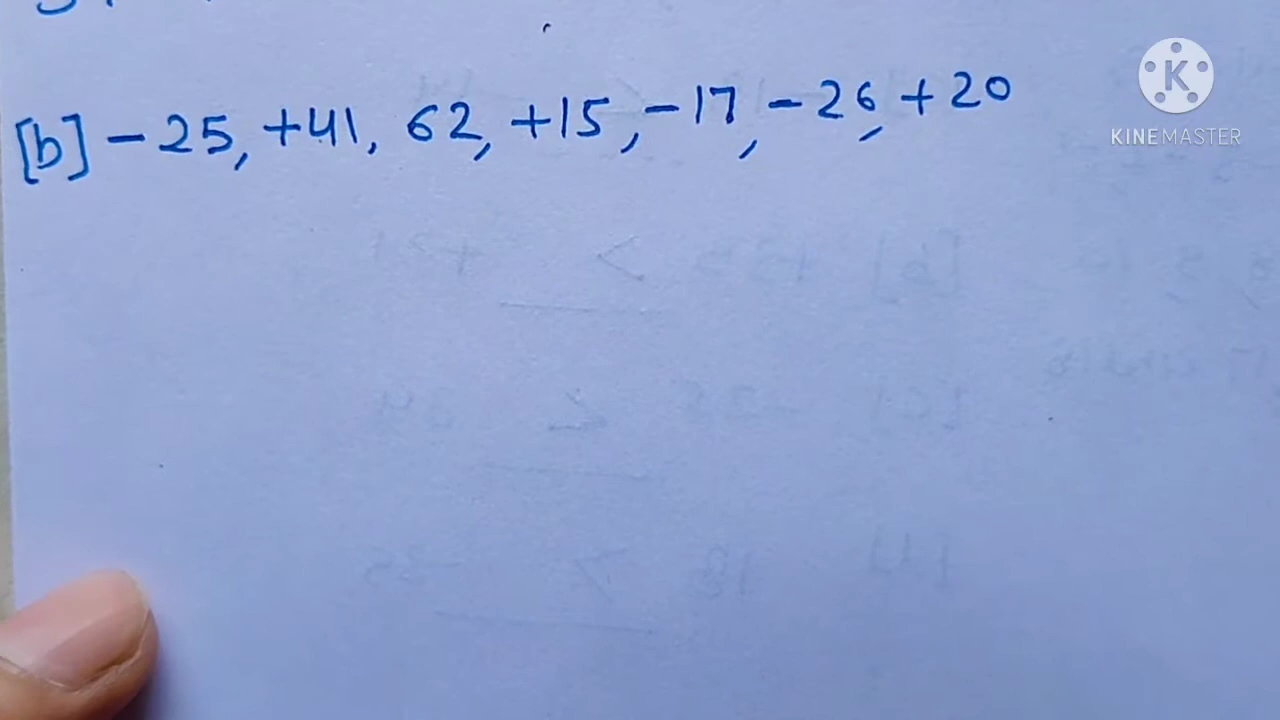 [b] - 25, +41, 62, +15, -17, -26, +20
K
KINEMASTER